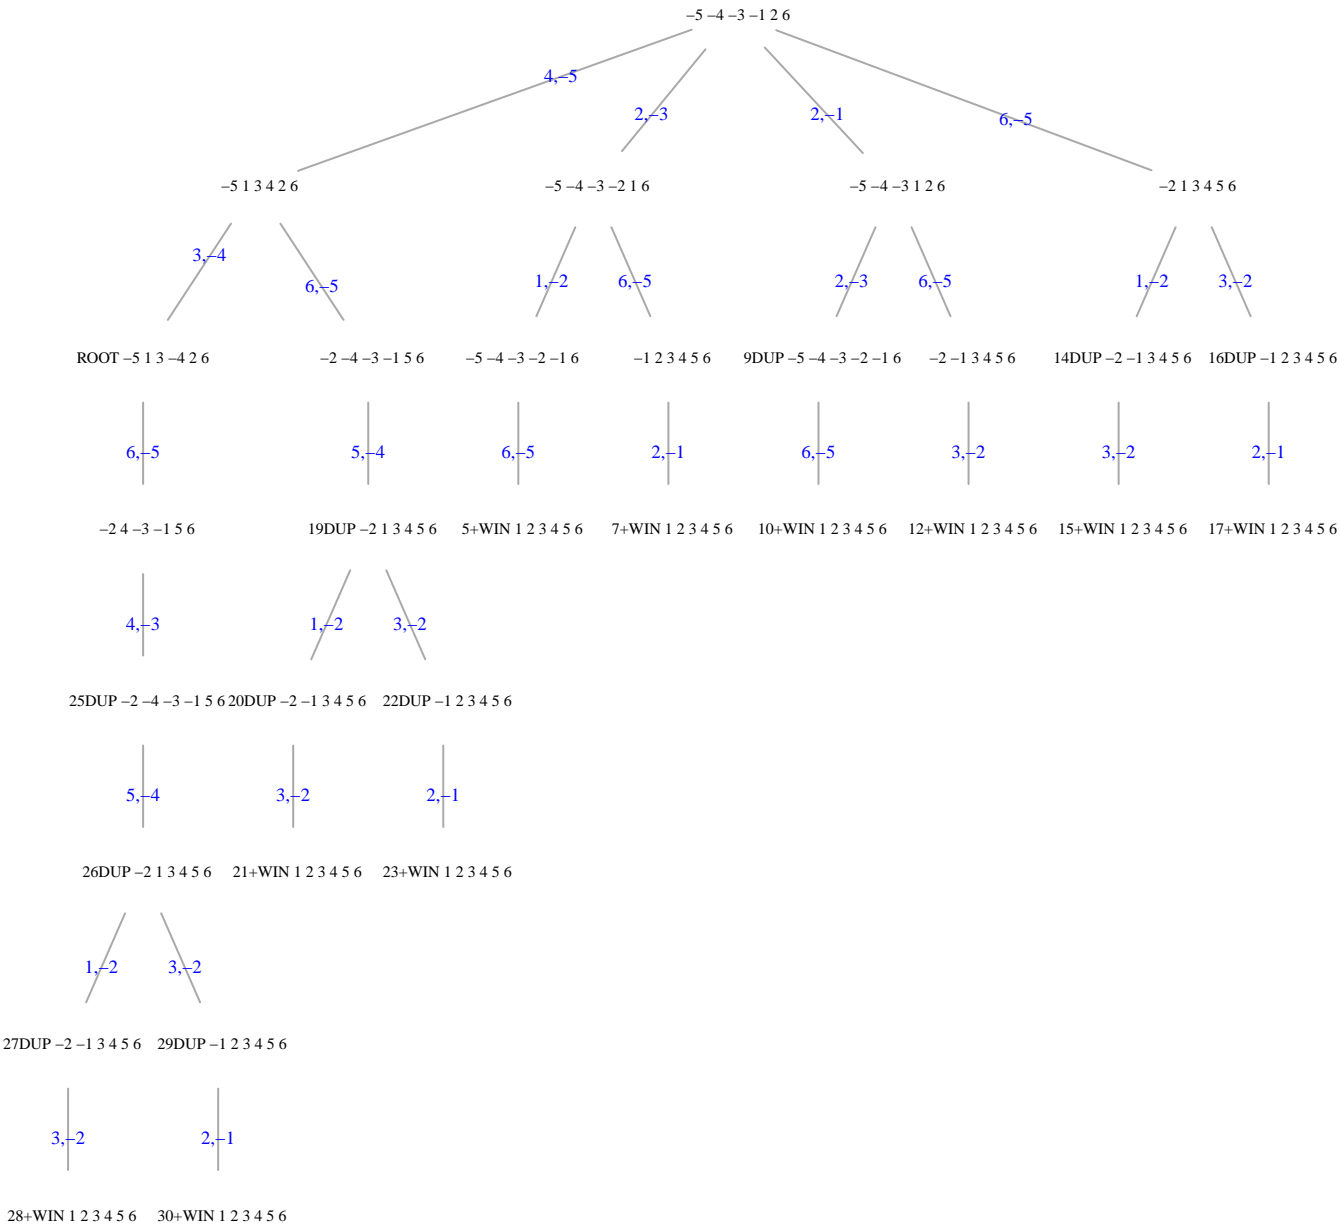 –5 –4 –3 –1 2 6
4,–5
2,–3
2,–1
6,–5
–5 1 3 4 2 6
–5 –4 –3 –2 1 6
–5 –4 –3 1 2 6
–2 1 3 4 5 6
3,–4
6,–5
1,–2
6,–5
2,–3
6,–5
1,–2
3,–2
ROOT –5 1 3 –4 2 6
–2 –4 –3 –1 5 6
–5 –4 –3 –2 –1 6
–1 2 3 4 5 6
9DUP –5 –4 –3 –2 –1 6
–2 –1 3 4 5 6
14DUP –2 –1 3 4 5 6
16DUP –1 2 3 4 5 6
6,–5
5,–4
6,–5
2,–1
6,–5
3,–2
3,–2
2,–1
–2 4 –3 –1 5 6
19DUP –2 1 3 4 5 6
5+WIN 1 2 3 4 5 6
7+WIN 1 2 3 4 5 6
10+WIN 1 2 3 4 5 6
12+WIN 1 2 3 4 5 6
15+WIN 1 2 3 4 5 6
17+WIN 1 2 3 4 5 6
4,–3
1,–2
3,–2
25DUP –2 –4 –3 –1 5 6
20DUP –2 –1 3 4 5 6
22DUP –1 2 3 4 5 6
5,–4
3,–2
2,–1
26DUP –2 1 3 4 5 6
21+WIN 1 2 3 4 5 6
23+WIN 1 2 3 4 5 6
1,–2
3,–2
27DUP –2 –1 3 4 5 6
29DUP –1 2 3 4 5 6
3,–2
2,–1
28+WIN 1 2 3 4 5 6
30+WIN 1 2 3 4 5 6